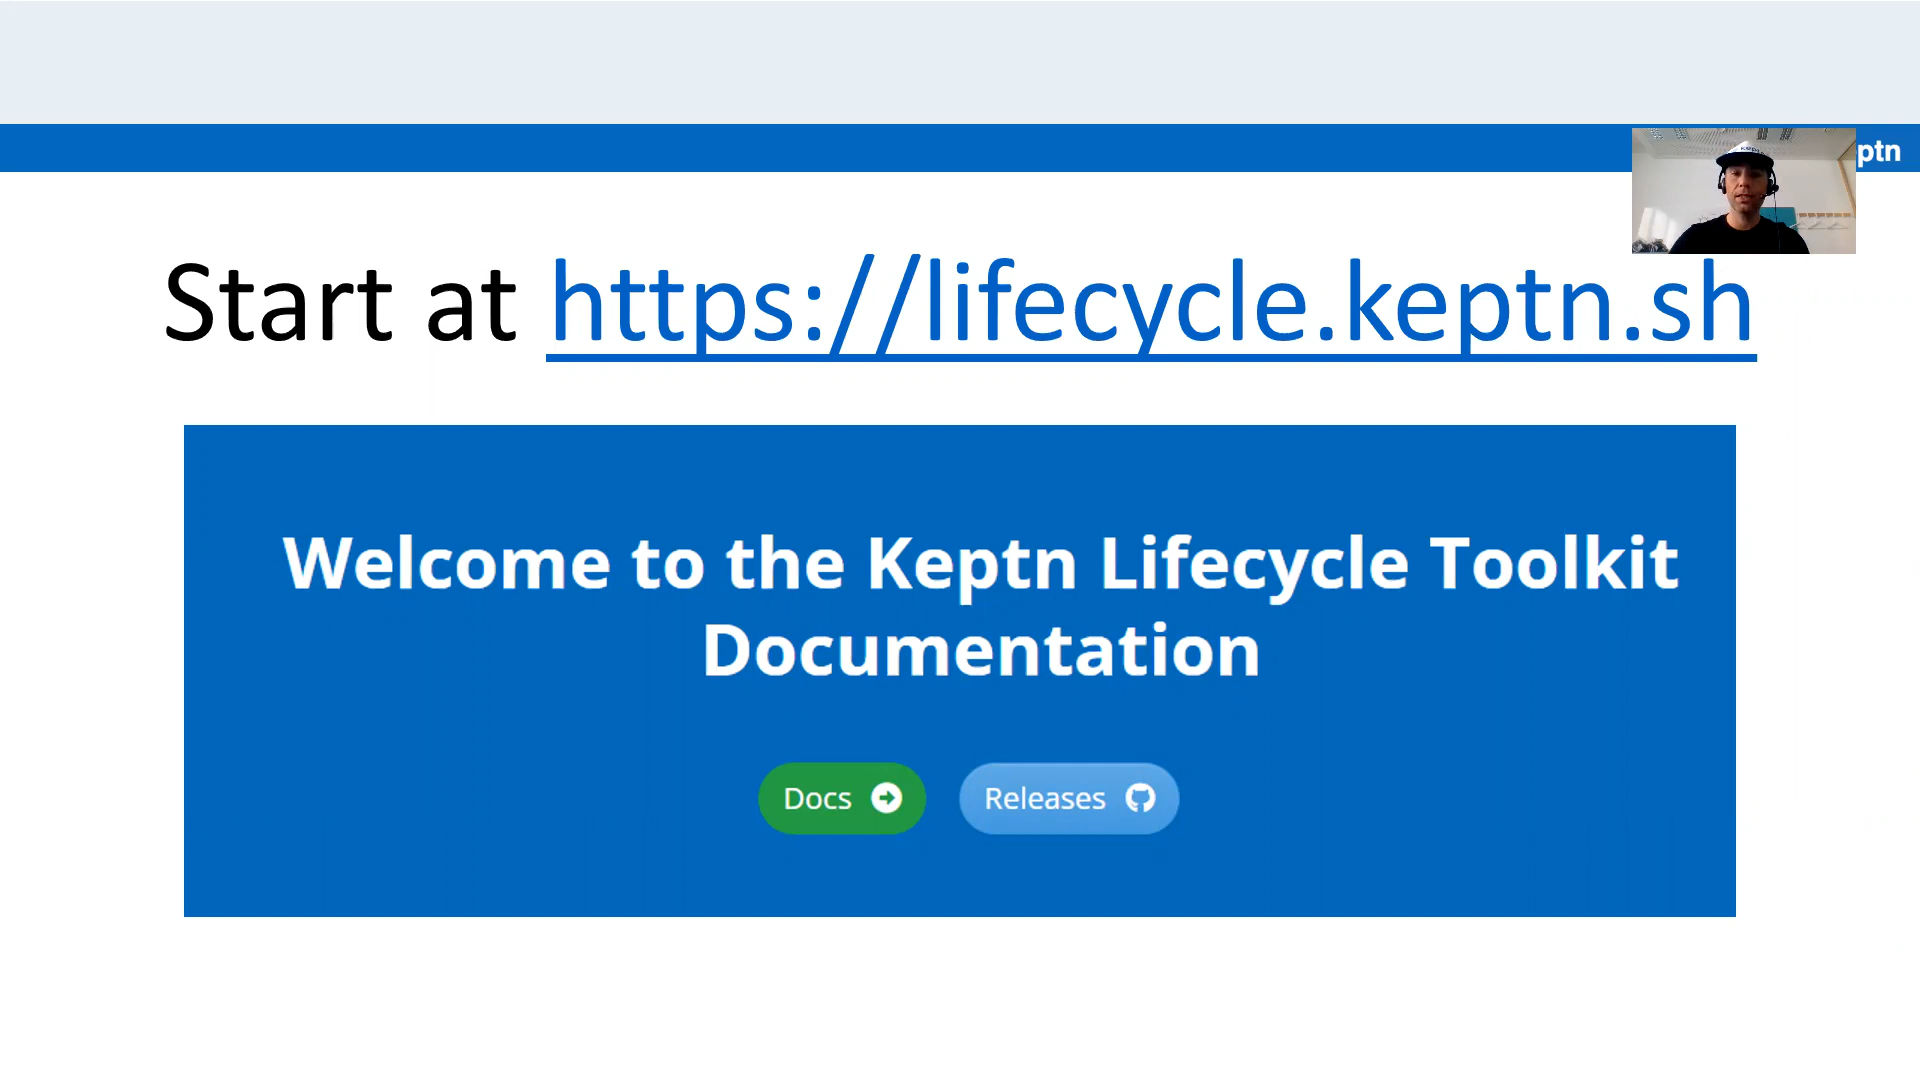 ptn
Start at https://lifecycle.keptn.sh
Welcome to the Keptn Lifecycle Toolkit
Documentation
Docs
Releases